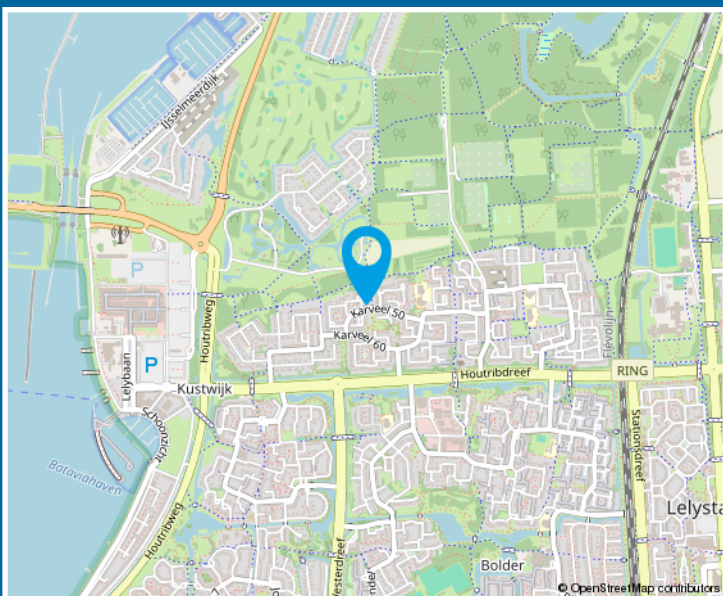 IJsselmeerdijk
P
Karveel 50
Karveel 60
Houtribweg
Lelybaan
P
Kustwijk
Houtribdreef
RING
Flevolijn
Stationsdreef
Schoonzicht
Bataviahaven
Houtribweg
Westerdreef
Lelysta
Bolder
© OpenStreetMap contributors